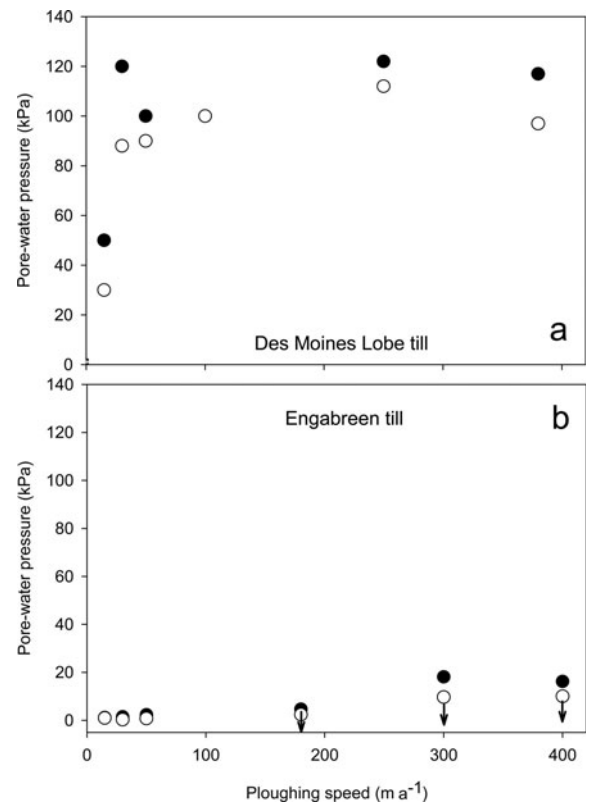 140
120
100
80
60
40
20
0
Pore-water pressure (kPa)
Des Moines Lobe till
a
140
120
100
80
60
40
20
0
Pore-water pressure (kPa)
Engabreen till
b
0 100 200 300 400
Ploughing speed (m a-1)